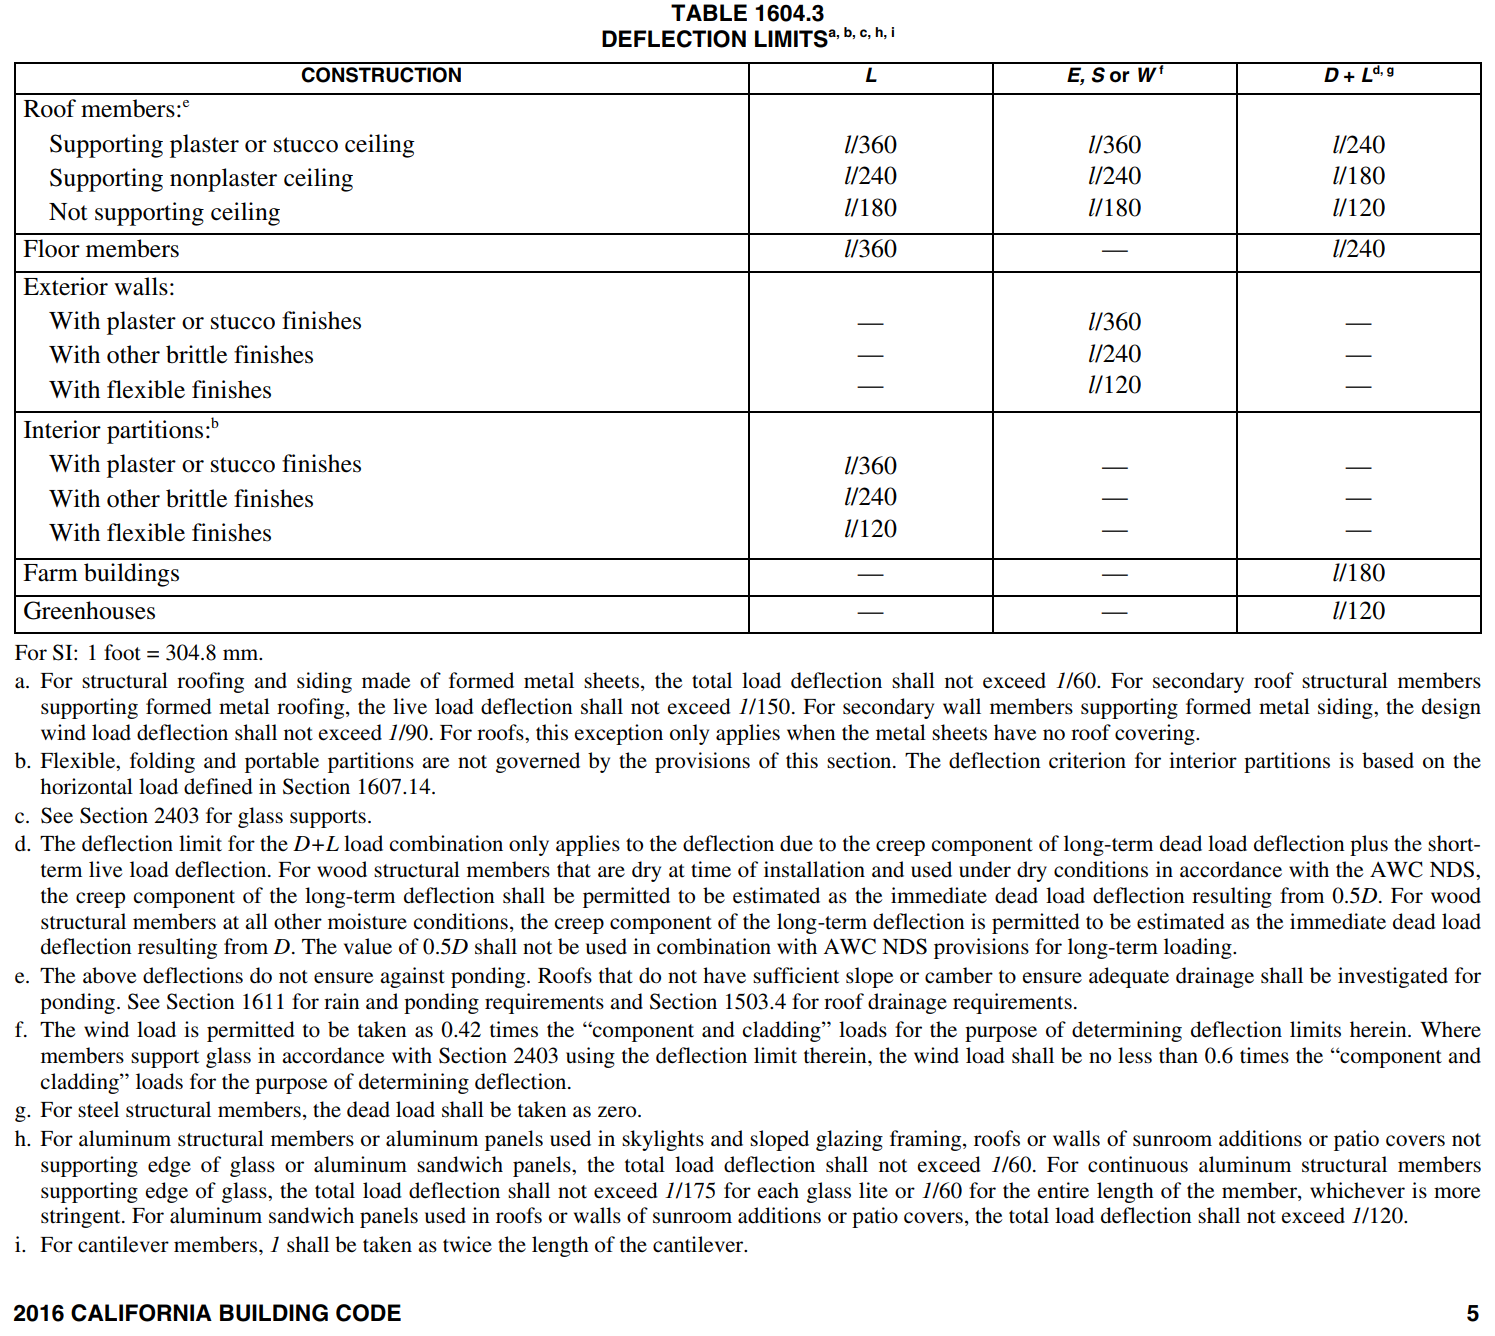 TABLE 1604.3
DEFLECTION LIMITSa, b, c, h, i
CONSTRUCTION L E, S or W f D + Ld, g
Roof members:e
Supporting plaster or stucco ceiling l/360 l/360 l/240
Supporting nonplaster ceiling l/240 l/240 l/180
Not supporting ceiling l/180 l/180 l/120
Floor members l/360 — l/240
Exterior walls:
With plaster or stucco finishes — l/360 —
With other brittle finishes — l/240 —
With flexible finishes — l/120 —
Interior partitions:b
With plaster or stucco finishes l/360 — —
With other brittle finishes l/240 — —
With flexible finishes l/120 — —
Farm buildings — — l/180
Greenhouses — — l/120
For SI: 1 foot = 304.8 mm.
a. For structural roofing and siding made of formed metal sheets, the total load deflection shall not exceed l/60. For secondary roof structural members
supporting formed metal roofing, the live load deflection shall not exceed l/150. For secondary wall members supporting formed metal siding, the design
wind load deflection shall not exceed l/90. For roofs, this exception only applies when the metal sheets have no roof covering.
b. Flexible, folding and portable partitions are not governed by the provisions of this section. The deflection criterion for interior partitions is based on the
horizontal load defined in Section 1607.14.
c. See Section 2403 for glass supports.
d. The deflection limit for the D+L load combination only applies to the deflection due to the creep component of long-term dead load deflection plus the short-
term live load deflection. For wood structural members that are dry at time of installation and used under dry conditions in accordance with the AWC NDS,
the creep component of the long-term deflection shall be permitted to be estimated as the immediate dead load deflection resulting from 0.5D. For wood
structural members at all other moisture conditions, the creep component of the long-term deflection is permitted to be estimated as the immediate dead load
deflection resulting from D. The value of 0.5D shall not be used in combination with AWC NDS provisions for long-term loading.
e. The above deflections do not ensure against ponding. Roofs that do not have sufficient slope or camber to ensure adequate drainage shall be investigated for
ponding. See Section 1611 for rain and ponding requirements and Section 1503.4 for roof drainage requirements.
f. The wind load is permitted to be taken as 0.42 times the “component and cladding” loads for the purpose of determining deflection limits herein. Where
members support glass in accordance with Section 2403 using the deflection limit therein, the wind load shall be no less than 0.6 times the “component and
cladding” loads for the purpose of determining deflection.
g. For steel structural members, the dead load shall be taken as zero.
h. For aluminum structural members or aluminum panels used in skylights and sloped glazing framing, roofs or walls of sunroom additions or patio covers not
supporting edge of glass or aluminum sandwich panels, the total load deflection shall not exceed l/60. For continuous aluminum structural members
supporting edge of glass, the total load deflection shall not exceed l/175 for each glass lite or l/60 for the entire length of the member, whichever is more
stringent. For aluminum sandwich panels used in roofs or walls of sunroom additions or patio covers, the total load deflection shall not exceed l/120.
i. For cantilever members, l shall be taken as twice the length of the cantilever.
2016 CALIFORNIA BUILDING CODE 5